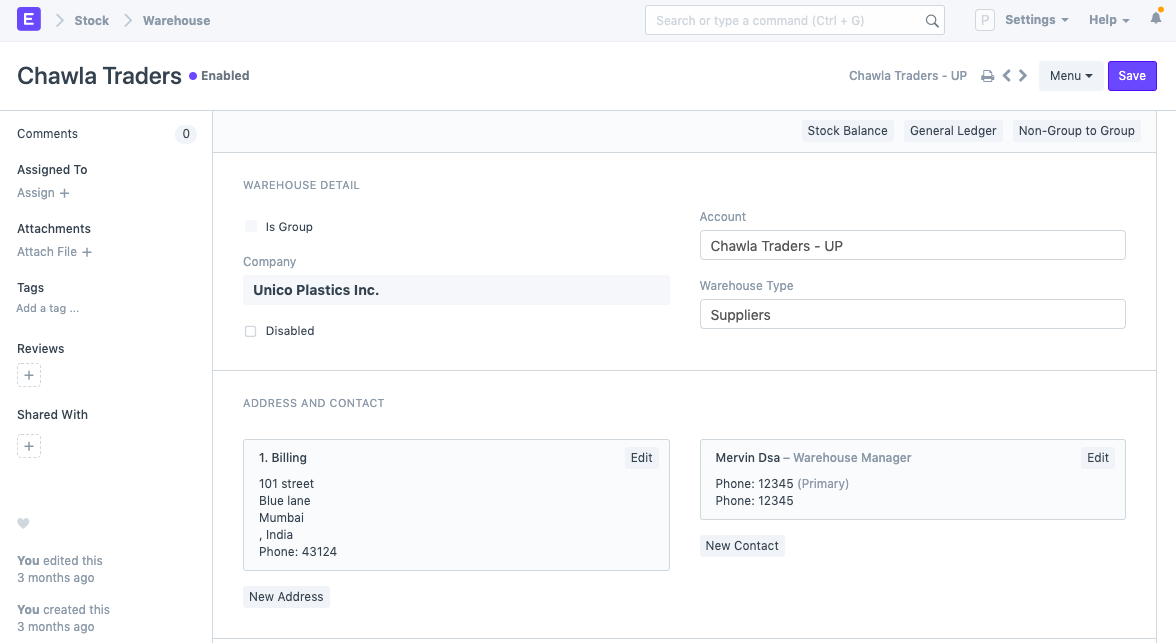 E Stock Warehouse Search or type a command (Ctrl + G) P Settings Help
Chawla Traders Enabled Chawla Traders - UP Menu Save
Comments 0
Assigned To
Assign +
Attachments
Attach File +
Tags
Add a tag ...
Reviews
+
Shared With
+
You edited this
3 months ago
You created this
3 months ago
Stock Balance General Ledger Non-Group to Group
WAREHOUSE DETAIL
Is Group
Company
Unico Plastics Inc.
Disabled
Account
Chawla Traders - UP
Warehouse Type
Suppliers
ADDRESS AND CONTACT
1. Billing Edit
101 street
Blue lane
Mumbai
, India
Phone: 43124
New Address
Mervin Dsa – Warehouse Manager Edit
Phone: 12345 (Primary)
Phone: 12345
New Contact